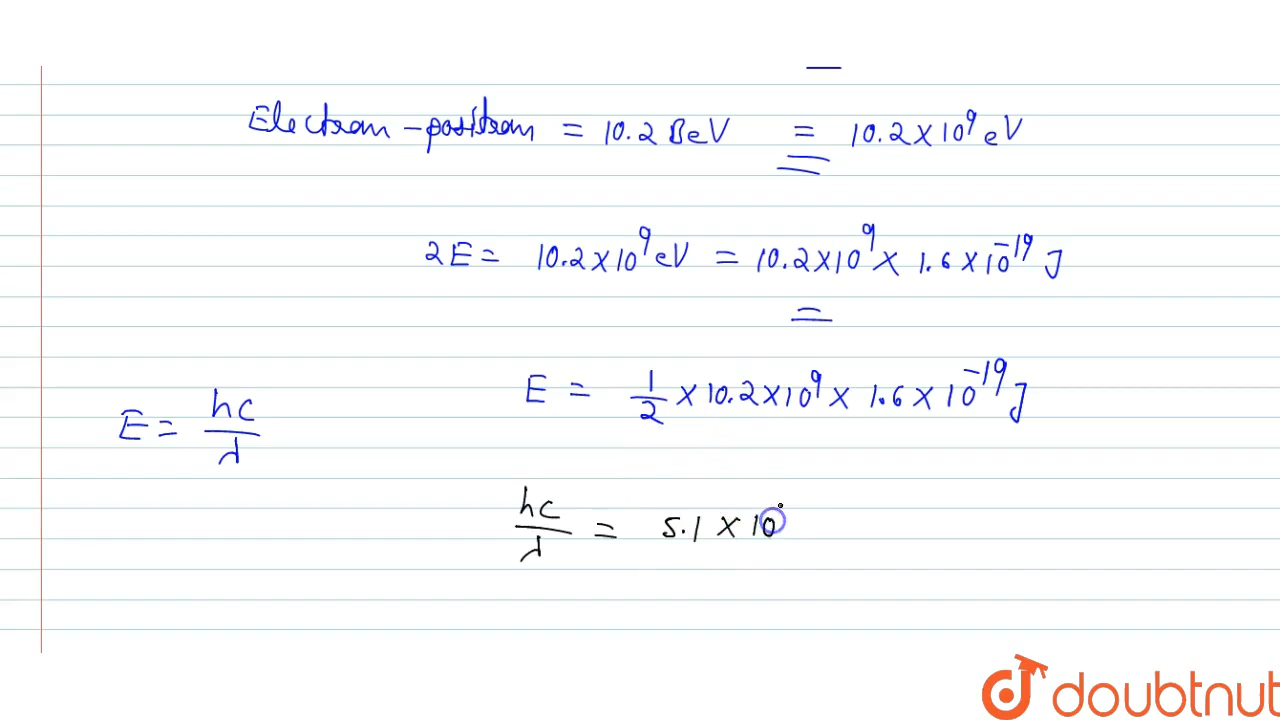 Electron-positron = 10.2 BeV = 10.2 × 10⁹ eV
2E = 10.2 × 10⁹ eV = 10.2 × 10⁹ × 1.6 × 10⁻¹⁹ J
=
E = 1/2 × 10.2 × 10⁹ × 1.6 × 10⁻¹⁹ J
E = hc/λ
hc/λ = 5.1 × 10
doubtnut